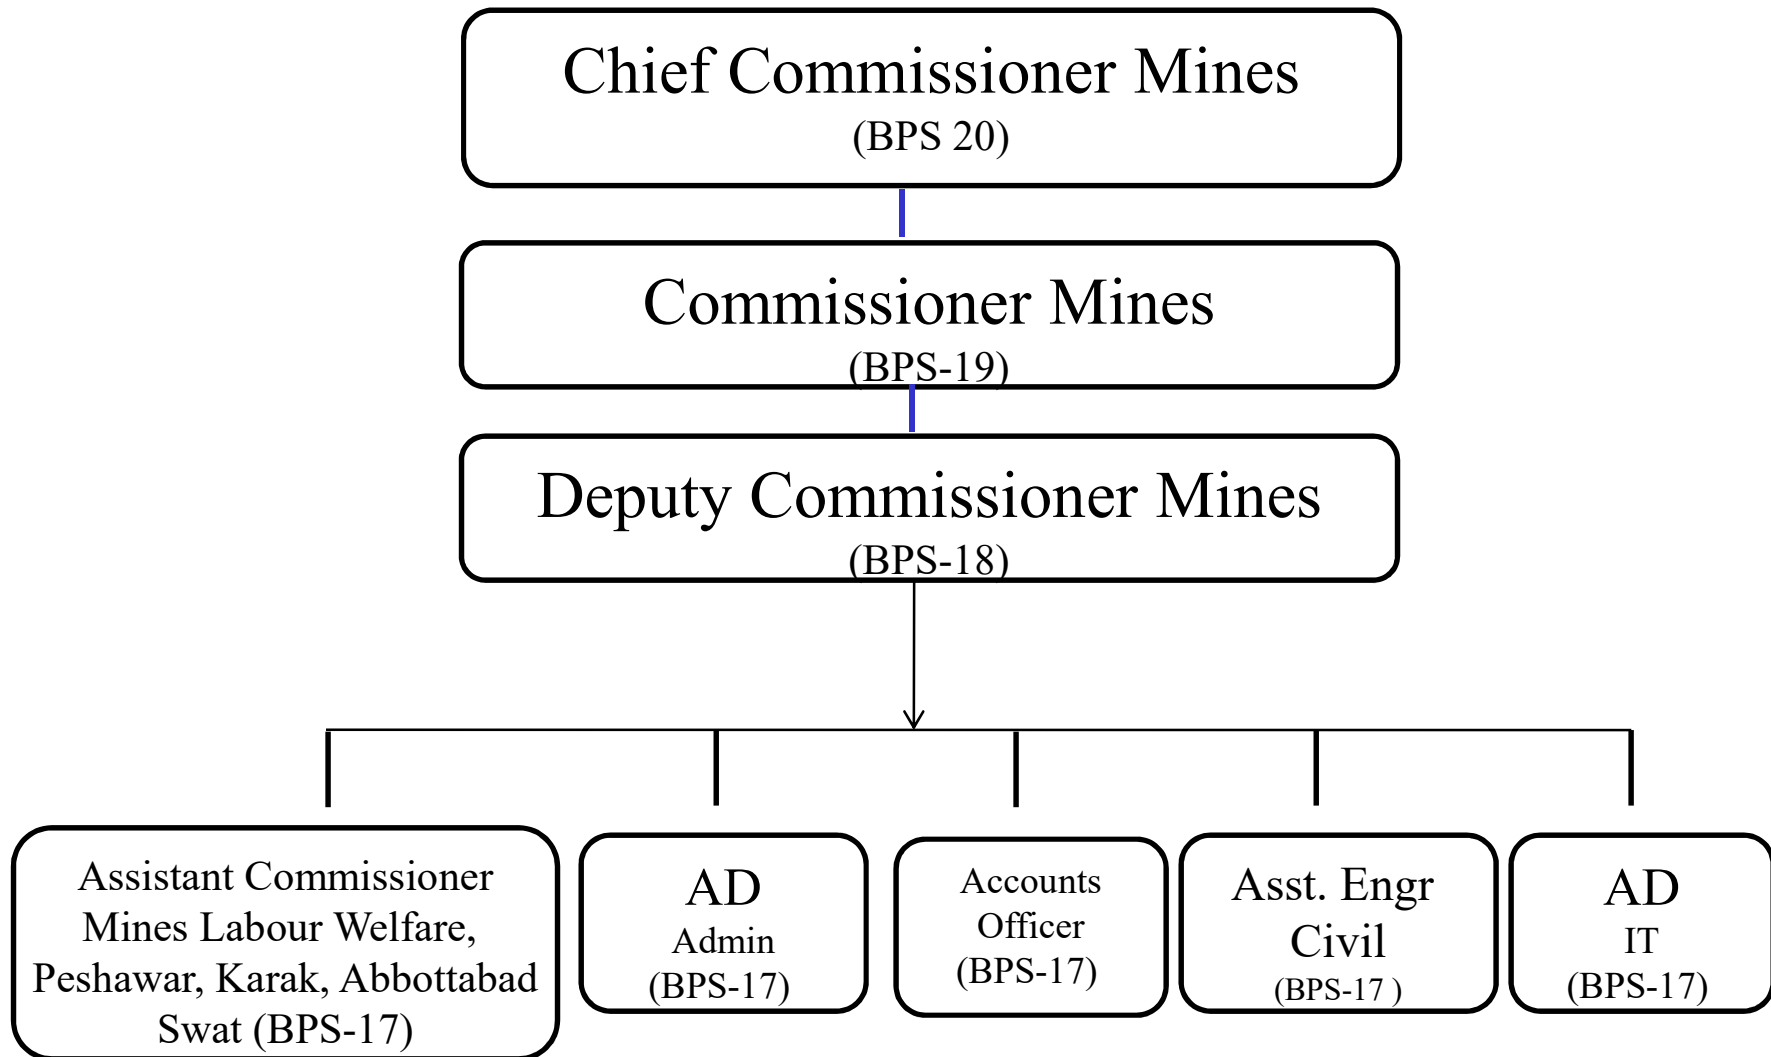 Chief Commissioner Mines
(BPS 20)
Commissioner Mines
(BPS-19)
Deputy Commissioner Mines
(BPS-18)
Assistant Commissioner
Mines Labour Welfare,
Peshawar, Karak, Abbottabad
Swat (BPS-17)
AD
Admin
(BPS-17)
Accounts
Officer
(BPS-17)
Asst. Engr
Civil
(BPS-17 )
AD
IT
(BPS-17)